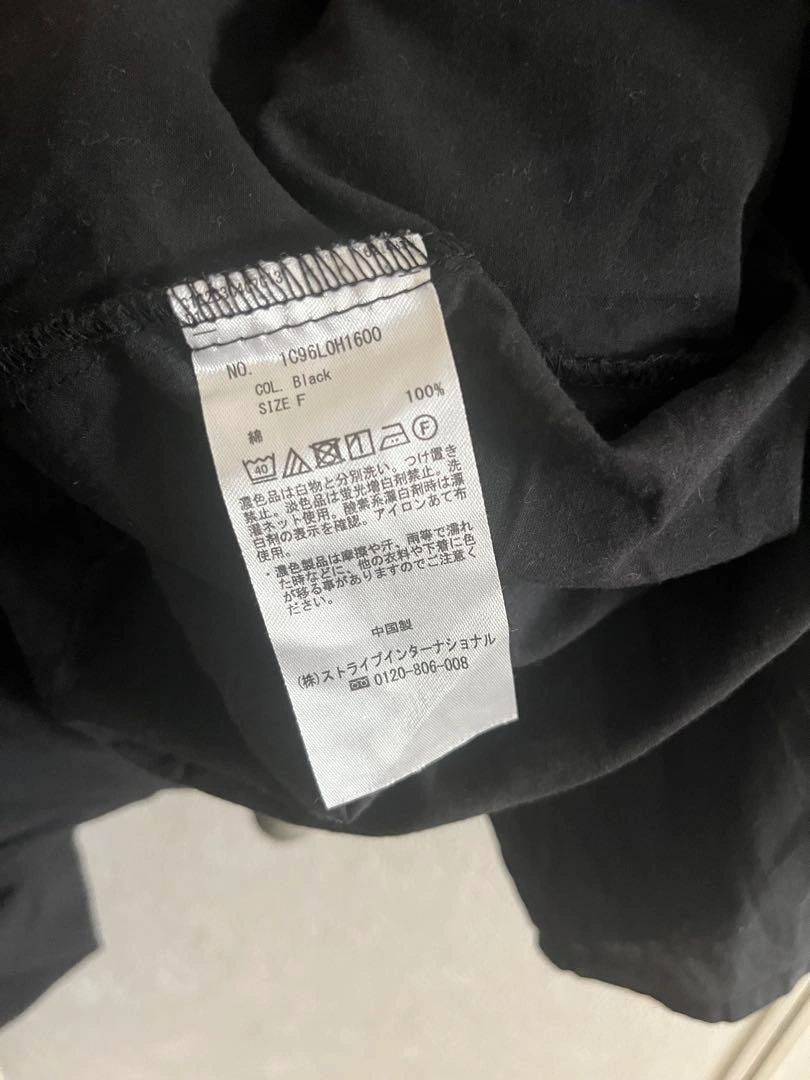 NO. 1C96L0H1600
COL. Black
SIZE F
綿 100%
40 F
濃色品は白物と分別洗い。つけ置き
禁止。淡色品は蛍光増白剤禁止。洗
濯ネット使用。酸素系漂白剤時は漂
白剤の表示を確認。アイロンあて布
使用。
・濃色製品は摩擦や汗、雨等で濡れ
た時などに、他の衣料や下着に色
が移る事がありますのでご注意く
ださい。
中国製
(株)ストライプインターナショナル
0120-806-008